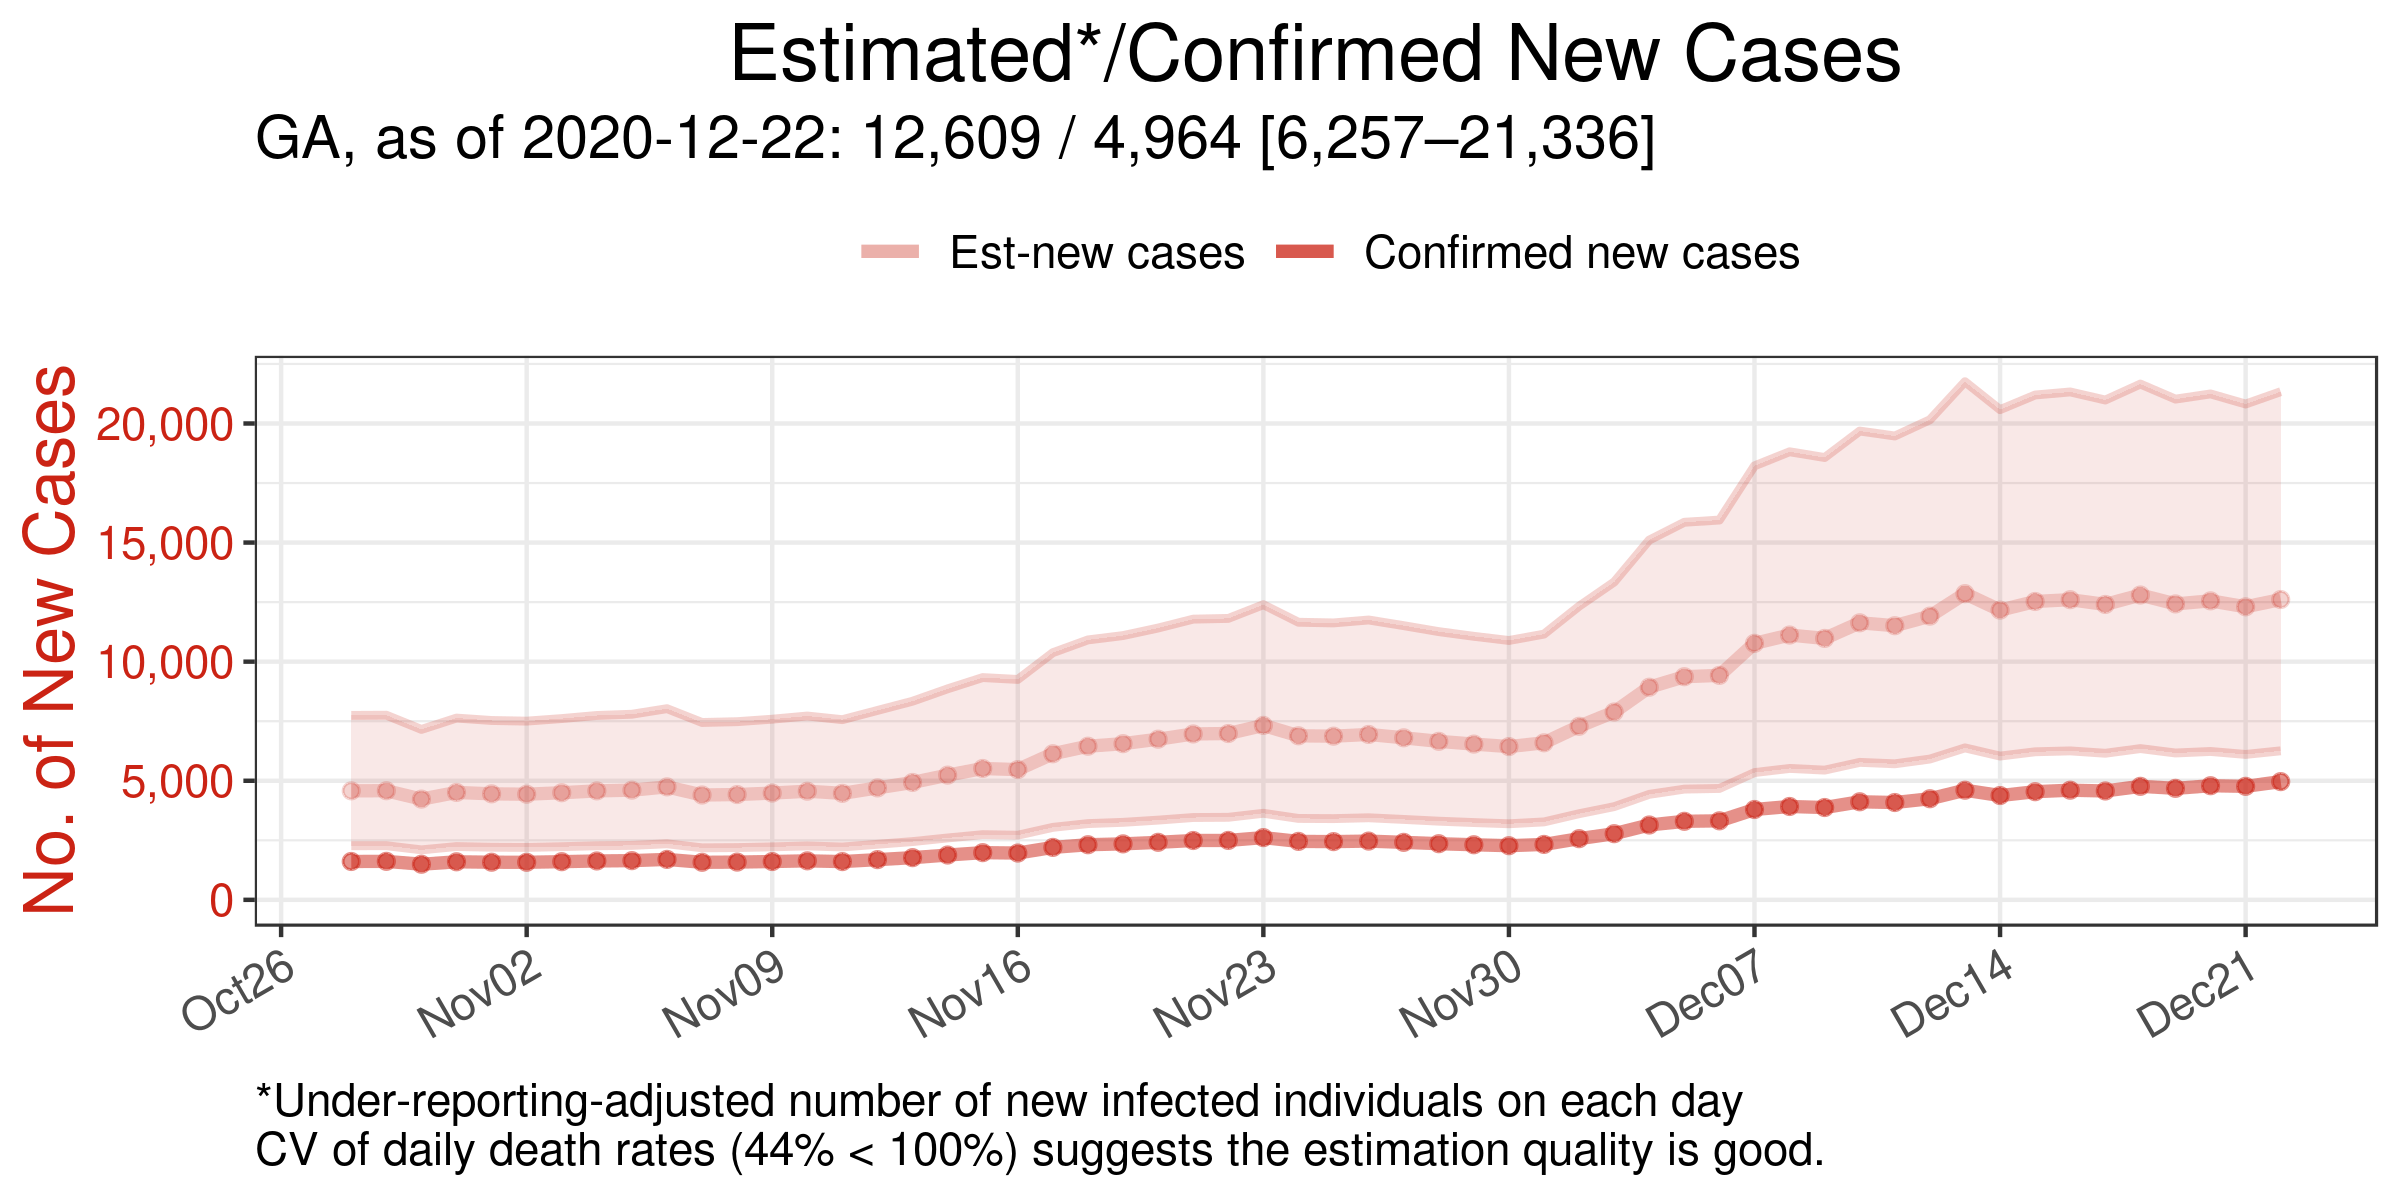 Estimated*/Confirmed New Cases
GA, as of 2020-12-22: 12,609 / 4,964 [6,257–21,336]
Est-new cases
Confirmed new cases
No. of New Cases
20,000
15,000
10,000
5,000
0
Oct26
Nov02
Nov09
Nov16
Nov23
Nov30
Dec07
Dec14
Dec21
*Under-reporting-adjusted number of new infected individuals on each day
CV of daily death rates (44% < 100%) suggests the estimation quality is good.